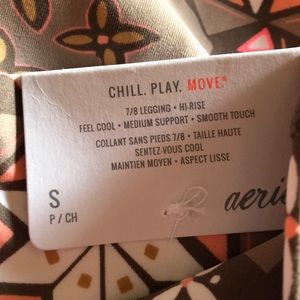 CHILL. PLAY. MOVE.®
7/8 LEGGING • HI-RISE
FEEL COOL • MEDIUM SUPPORT • SMOOTH TOUCH
COLLANT SANS PIEDS 7/8 • TAILLE HAUTE
SENTEZ-VOUS COOL
MAINTIEN MOYEN • ASPECT LISSE
S
P / CH
aerie